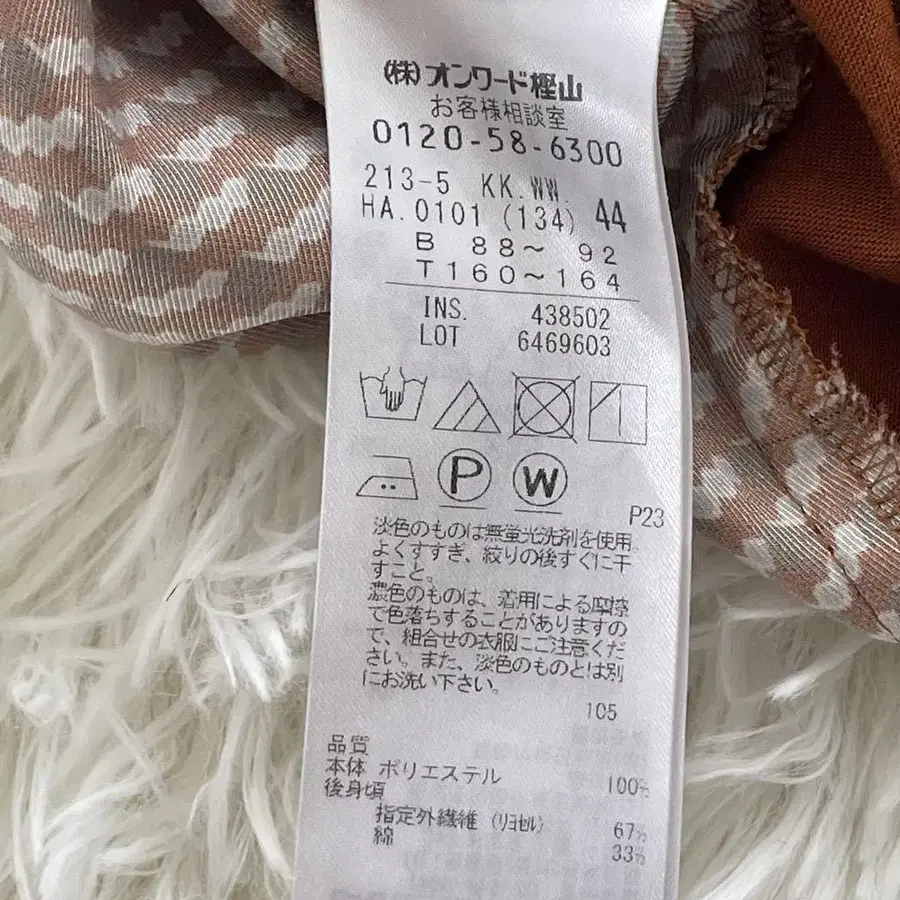 ㈱オンワード樫山
お客様相談室
0120-58-6300
213-5 KK.WW.
HA.0101 (134) 44
B 88～ 92
T 160～164
INS. 438502
LOT 6469603
P W
P23
淡色のものは無蛍光洗剤を使用。
よくすすぎ、絞りの後すぐに干
すこと。
濃色のものは、着用による摩擦
で色落ちすることがありますの
で、組合せの衣服にご注意くだ
さい。また、淡色のものとは別
にお洗い下さい。
105
品質
本体 ポリエステル 100%
後身頃
指定外繊維 (リヨセル) 67%
綿 33%